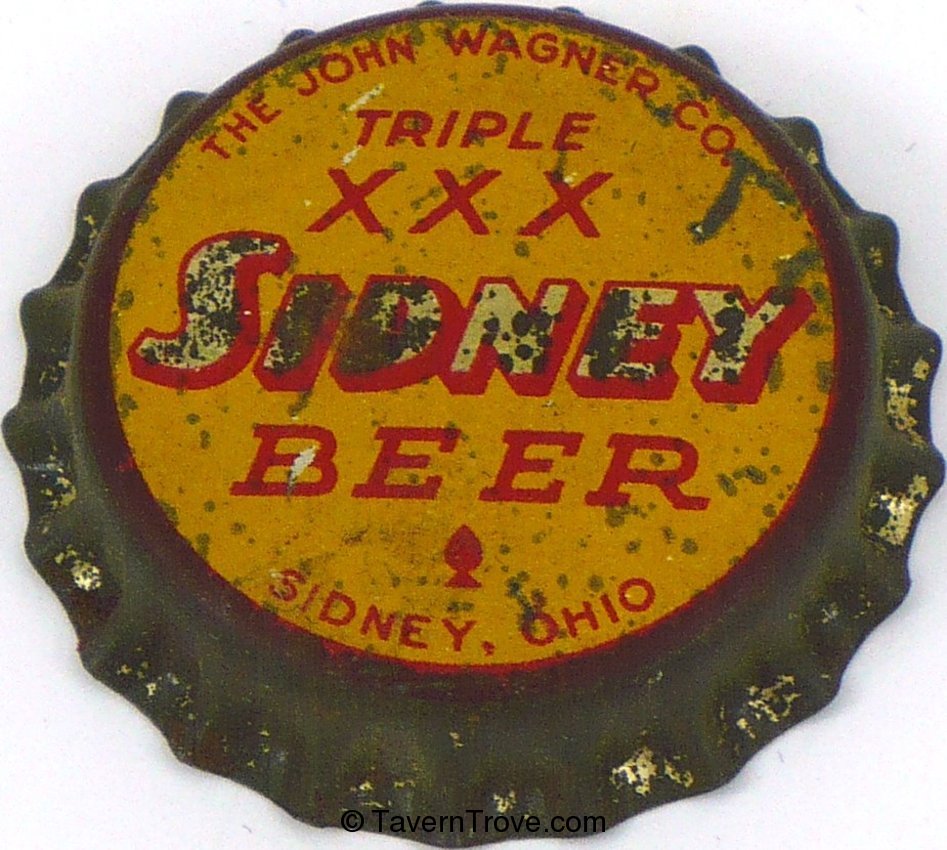 THE JOHN WAGNER CO.
TRIPLE
XXX
SIDNEY
BEER
SIDNEY, OHIO
© TavernTrove.com